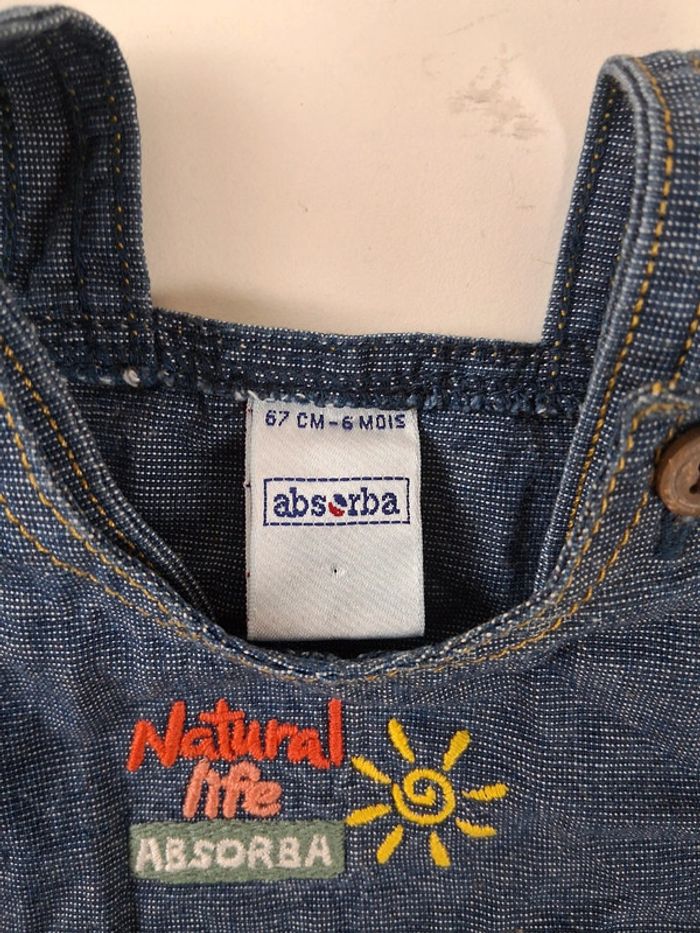 67 CM-6 MOIS
absorba
Natural
life
ABSORBA